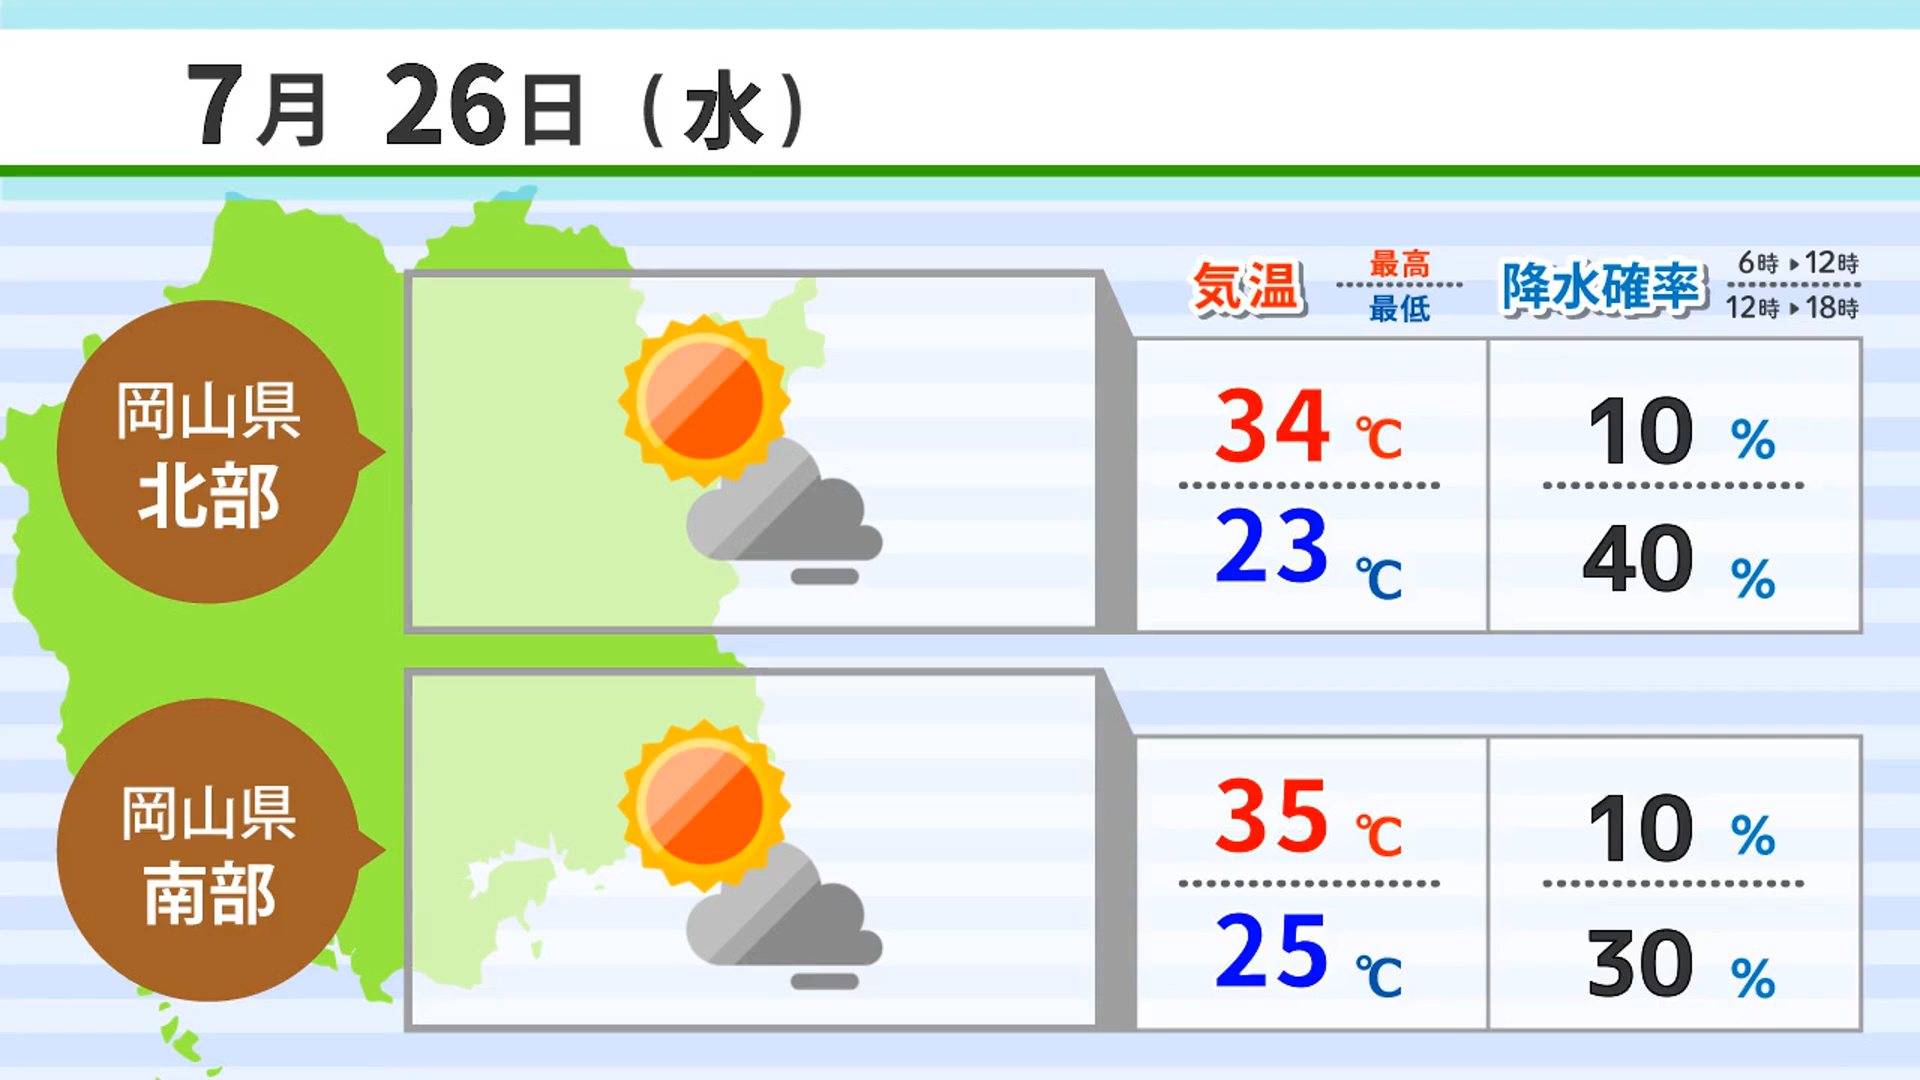 7月 26日（水）
気温 最高 最低 降水確率 6時▶12時 12時▶18時
岡山県
北部
34℃ 10%
23℃ 40%
岡山県
南部
35℃ 10%
25℃ 30%